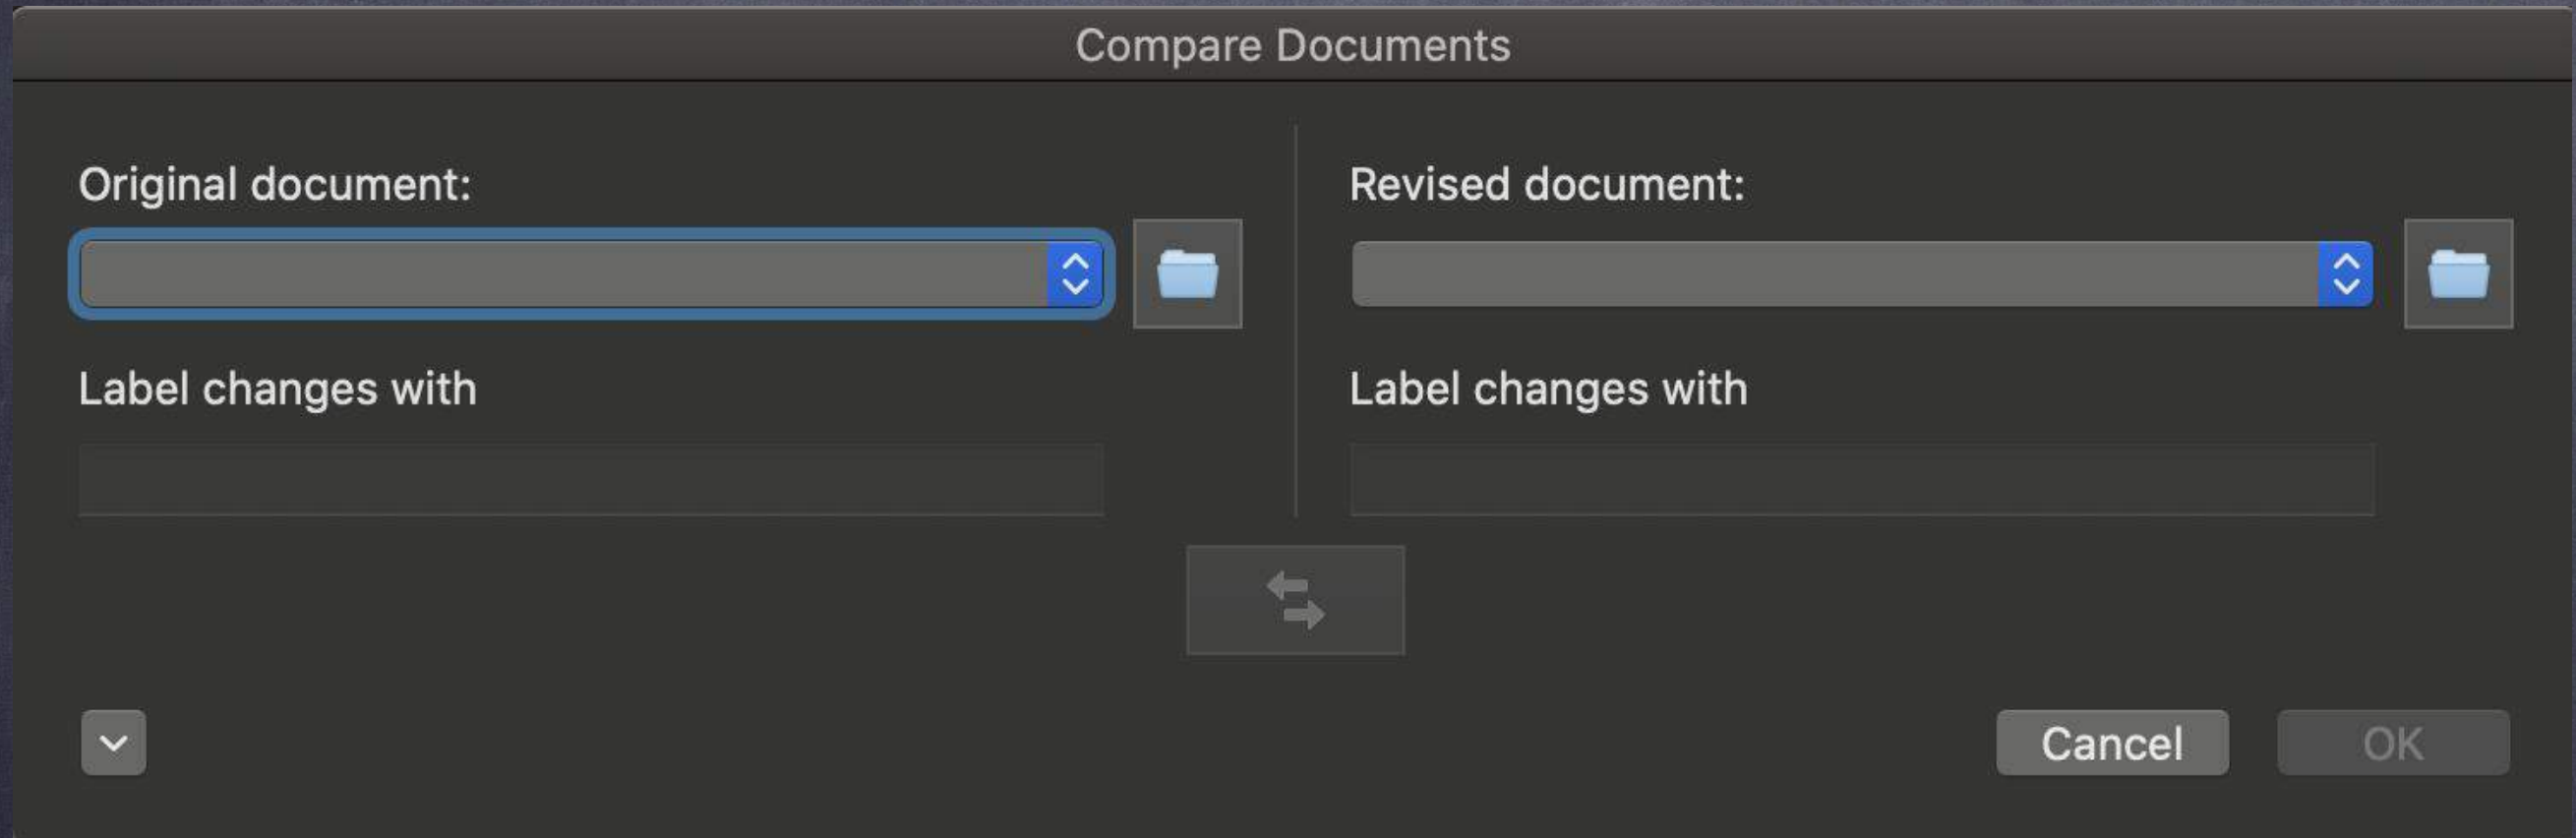 Compare Documents
Original document:
Revised document:
Label changes with
Label changes with
Cancel
OK